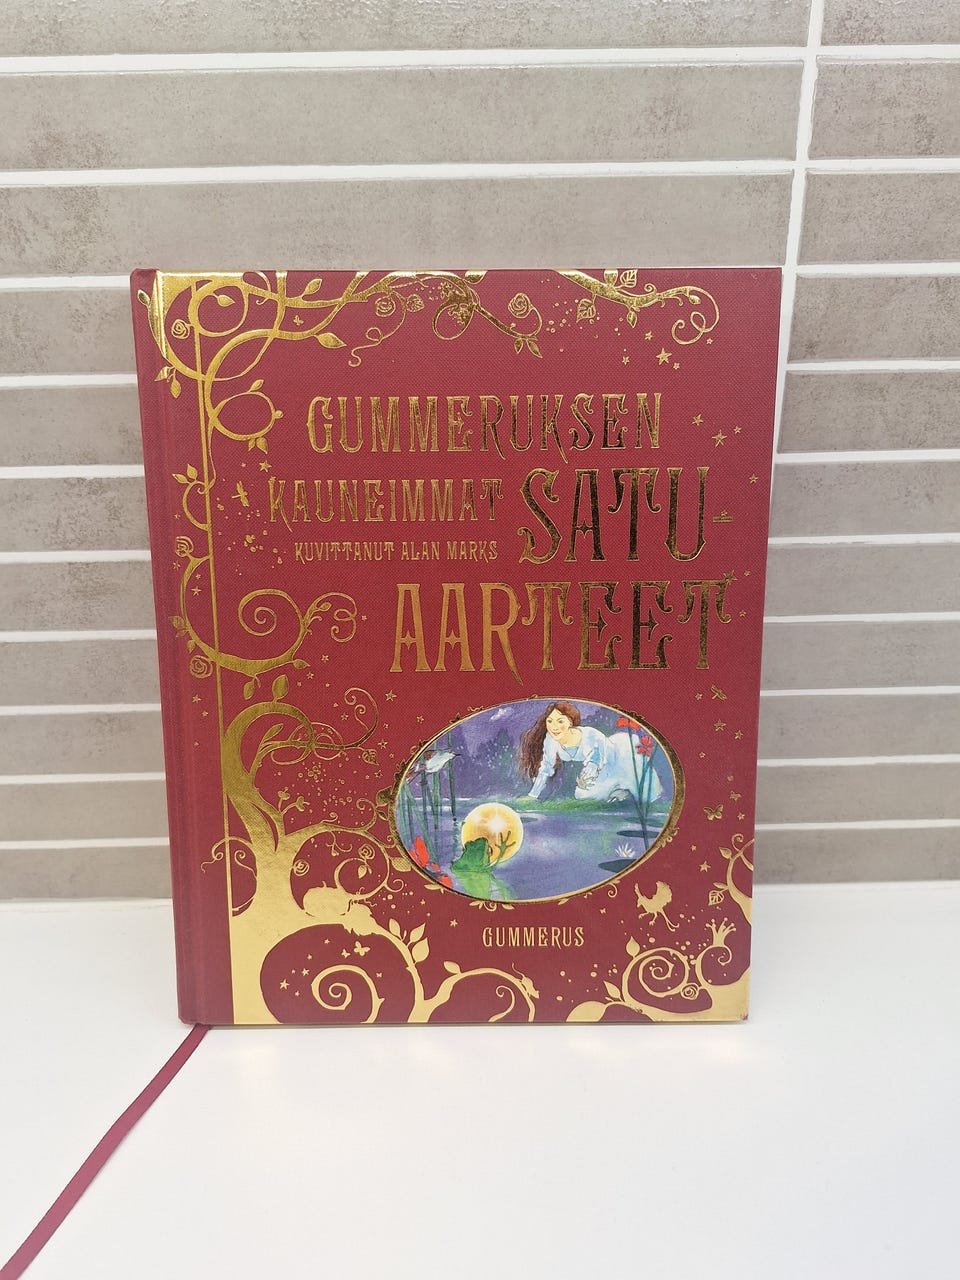 GUMMERUKSEN
KAUNEIMMAT SATU-
KUVITTANUT ALAN MARKS
AARTEET
GUMMERUS